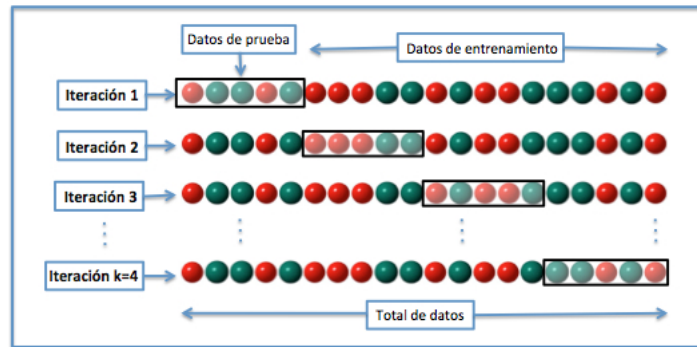 Datos de prueba
Datos de entrenamiento
Iteración 1
Iteración 2
Iteración 3
Iteración k=4
Total de datos